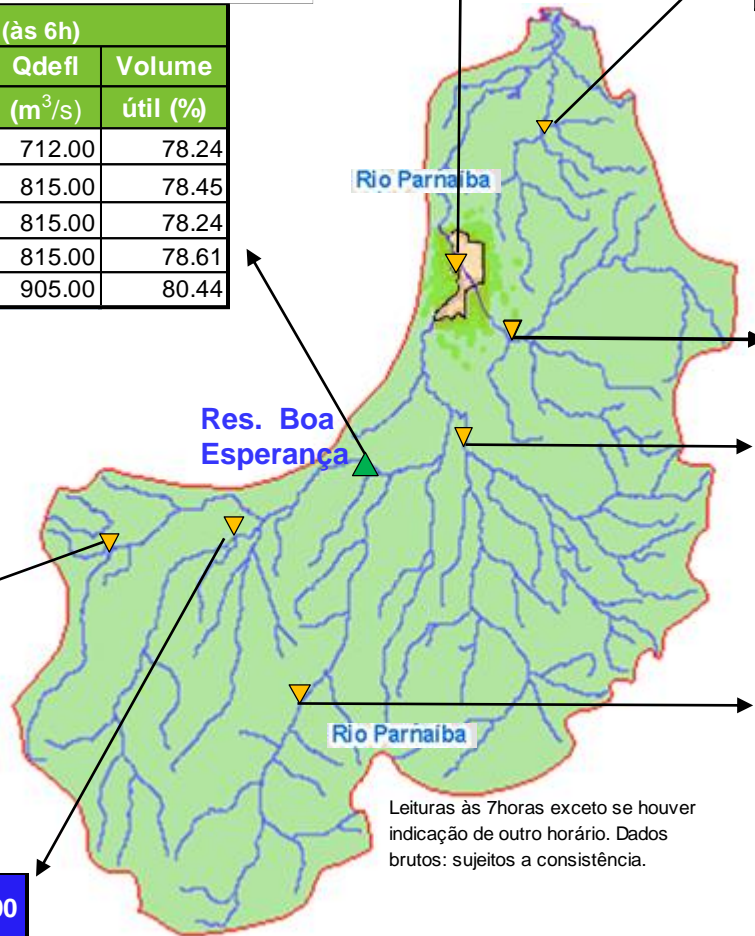 (às 6h)
Qdefl Volume
(m³/s) útil (%)
712.00 78.24
815.00 78.45
815.00 78.24
815.00 78.61
905.00 80.44
Rio Parnaíba
Res. Boa
Esperança
Rio Parnaíba
Leituras às 7horas exceto se houver
indicação de outro horário. Dados
brutos: sujeitos a consistência.